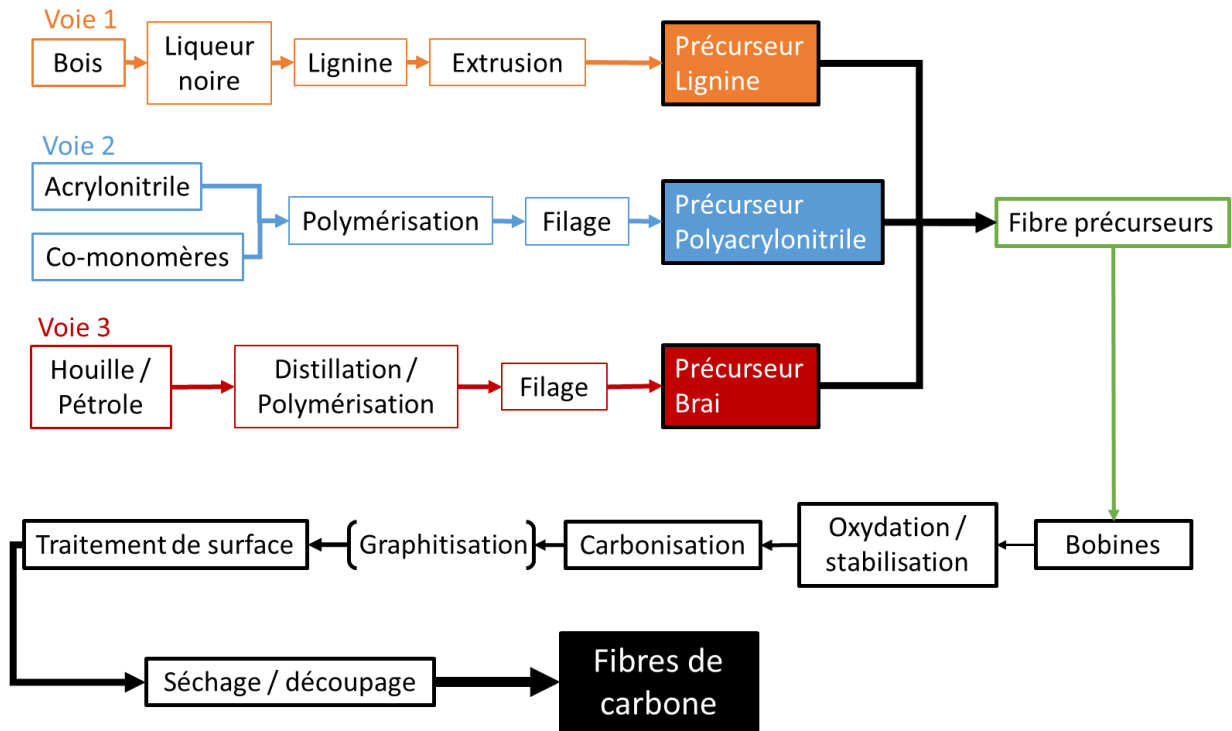 Voie 1
Bois
Liqueur
noire
Lignine
Extrusion
Précurseur
Lignine
Voie 2
Acrylonitrile
Co-monomères
Polymérisation
Filage
Précurseur
Polyacrylonitrile
Fibre précurseurs
Voie 3
Houille /
Pétrole
Distillation /
Polymérisation
Filage
Précurseur
Brai
Traitement de surface
Graphitisation
Carbonisation
Oxydation /
stabilisation
Bobines
Séchage / découpage
Fibres de
carbone